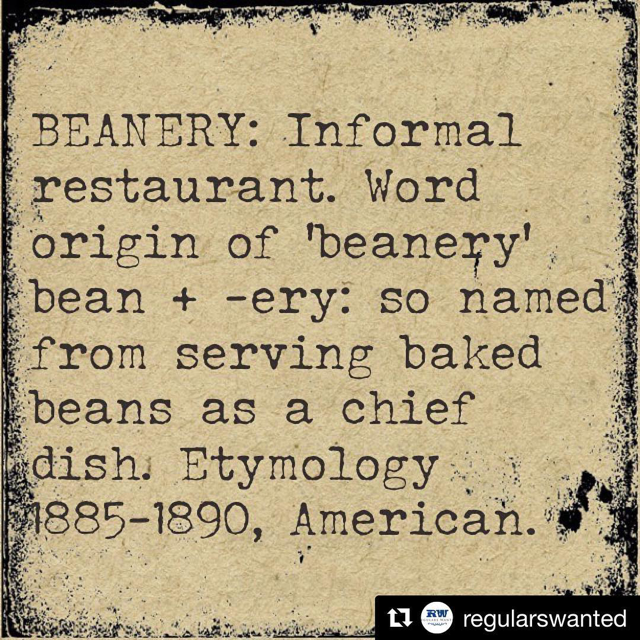 BEANERY: Informal
restaurant. Word
origin of 'beanery'
bean + -ery: so named
from serving baked
beans as a chief
dish. Etymology
1885-1890, American.
RW
regularswanted